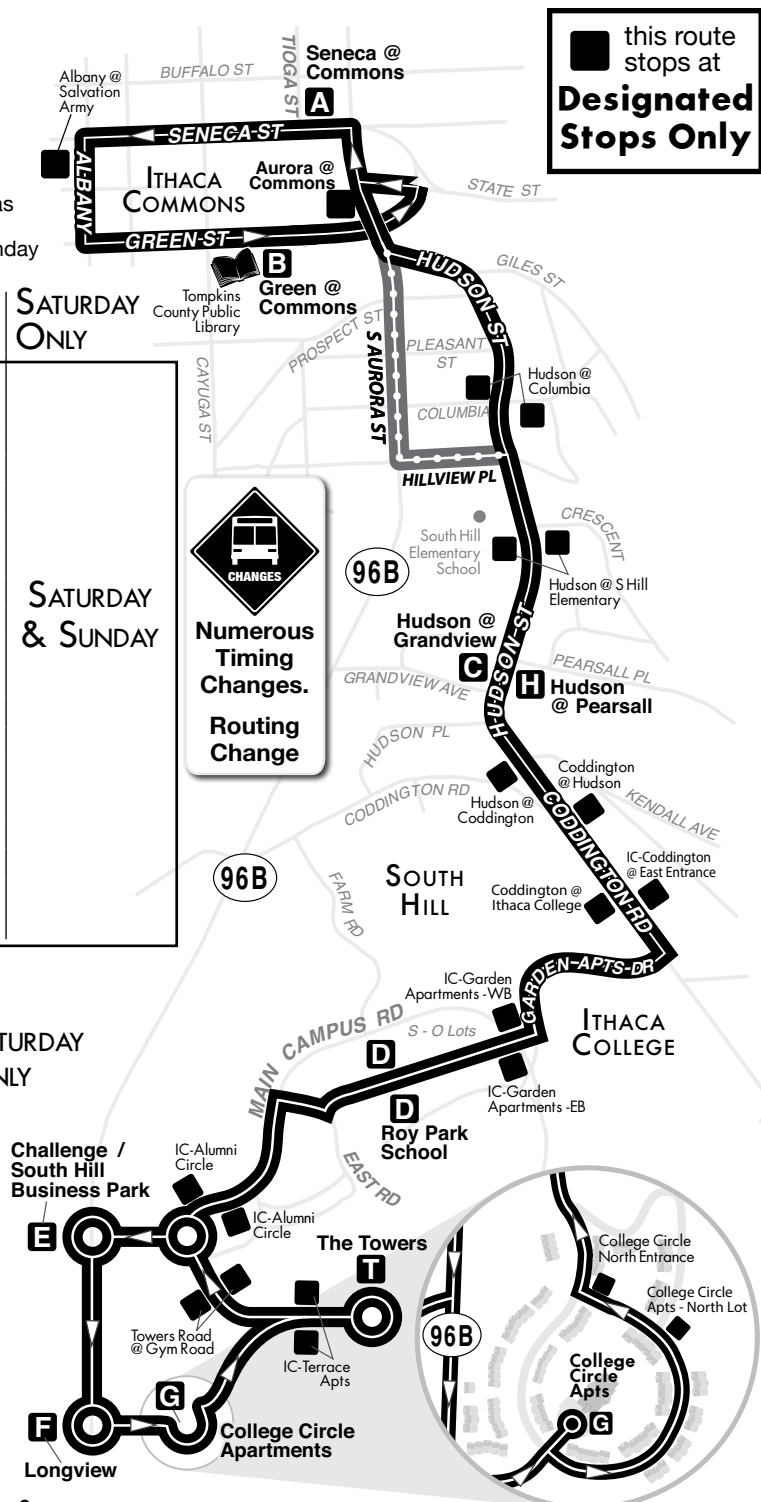 this route
stops at
Designated
Stops Only
Seneca @
Commons
A
TIOGA ST
BUFFALO ST
Albany @
Salvation
Army
SENECA ST
ALBANY
ITHACA
COMMONS
Aurora @
Commons
STATE ST
GREEN ST
as
nday
B
Green @
Commons
Tompkins
County Public
Library
HUDSON ST
GILES ST
SATURDAY
ONLY
PROSPECT ST
PLEASANT
ST
S AURORA ST
CAYUGA ST
Hudson @
Columbia
COLUMBIA
HILLVIEW PL
CHANGES
Numerous
Timing
Changes.
Routing
Change
96B
South Hill
Elementary
School
CRESCENT
Hudson @ S Hill
Elementary
SATURDAY
& SUNDAY
Hudson @
Grandview
C
HUDSON ST
H
Hudson
@ Pearsall
PEARSALL PL
GRANDVIEW AVE
HUDSON PL
CODDINGTON RD
Hudson @
Coddington
Coddington
@ Hudson
KENDALL AVE
CODDINGTON RD
96B
FARM RD
SOUTH
HILL
IC-Coddington
@ East Entrance
Coddington @
Ithaca College
GARDEN APTS DR
IC-Garden
Apartments -WB
ITHACA
COLLEGE
S - O Lots
MAIN CAMPUS RD
D
D
Roy Park
School
IC-Garden
Apartments -EB
TURDAY
NLY
EAST RD
Challenge /
South Hill
Business Park
E
IC-Alumni
Circle
IC-Alumni
Circle
The Towers
T
Towers Road
@ Gym Road
IC-Terrace
Apts
G
College Circle
Apartments
F
Longview
96B
College Circle
North Entrance
College Circle
Apts - North Lot
College
Circle
Apts
G